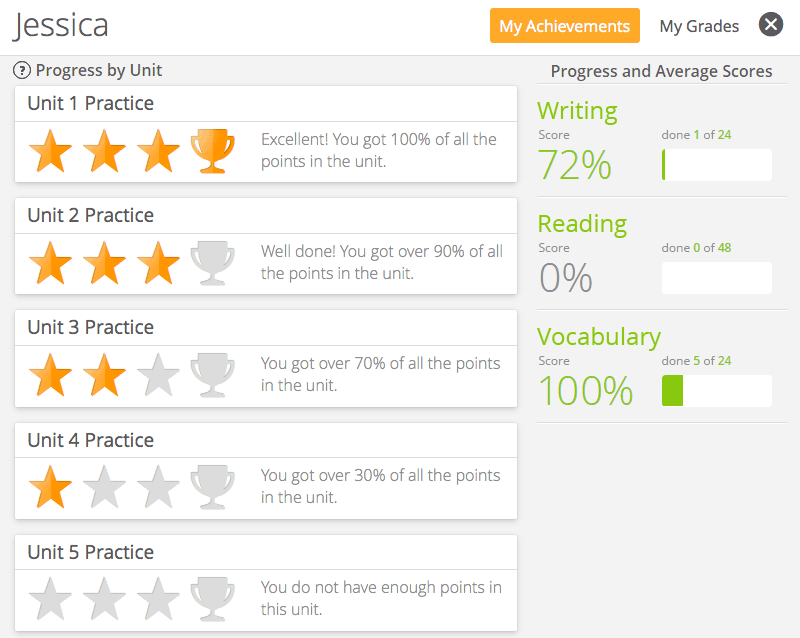 Jessica
My Achievements
My Grades
? Progress by Unit
Unit 1 Practice
Excellent! You got 100% of all the
points in the unit.
Unit 2 Practice
Well done! You got over 90% of all
the points in the unit.
Unit 3 Practice
You got over 70% of all the points
in the unit.
Unit 4 Practice
You got over 30% of all the points
in the unit.
Unit 5 Practice
You do not have enough points in
this unit.
Progress and Average Scores
Writing
Score
done 1 of 24
72%
Reading
Score
done 0 of 48
0%
Vocabulary
Score
done 5 of 24
100%